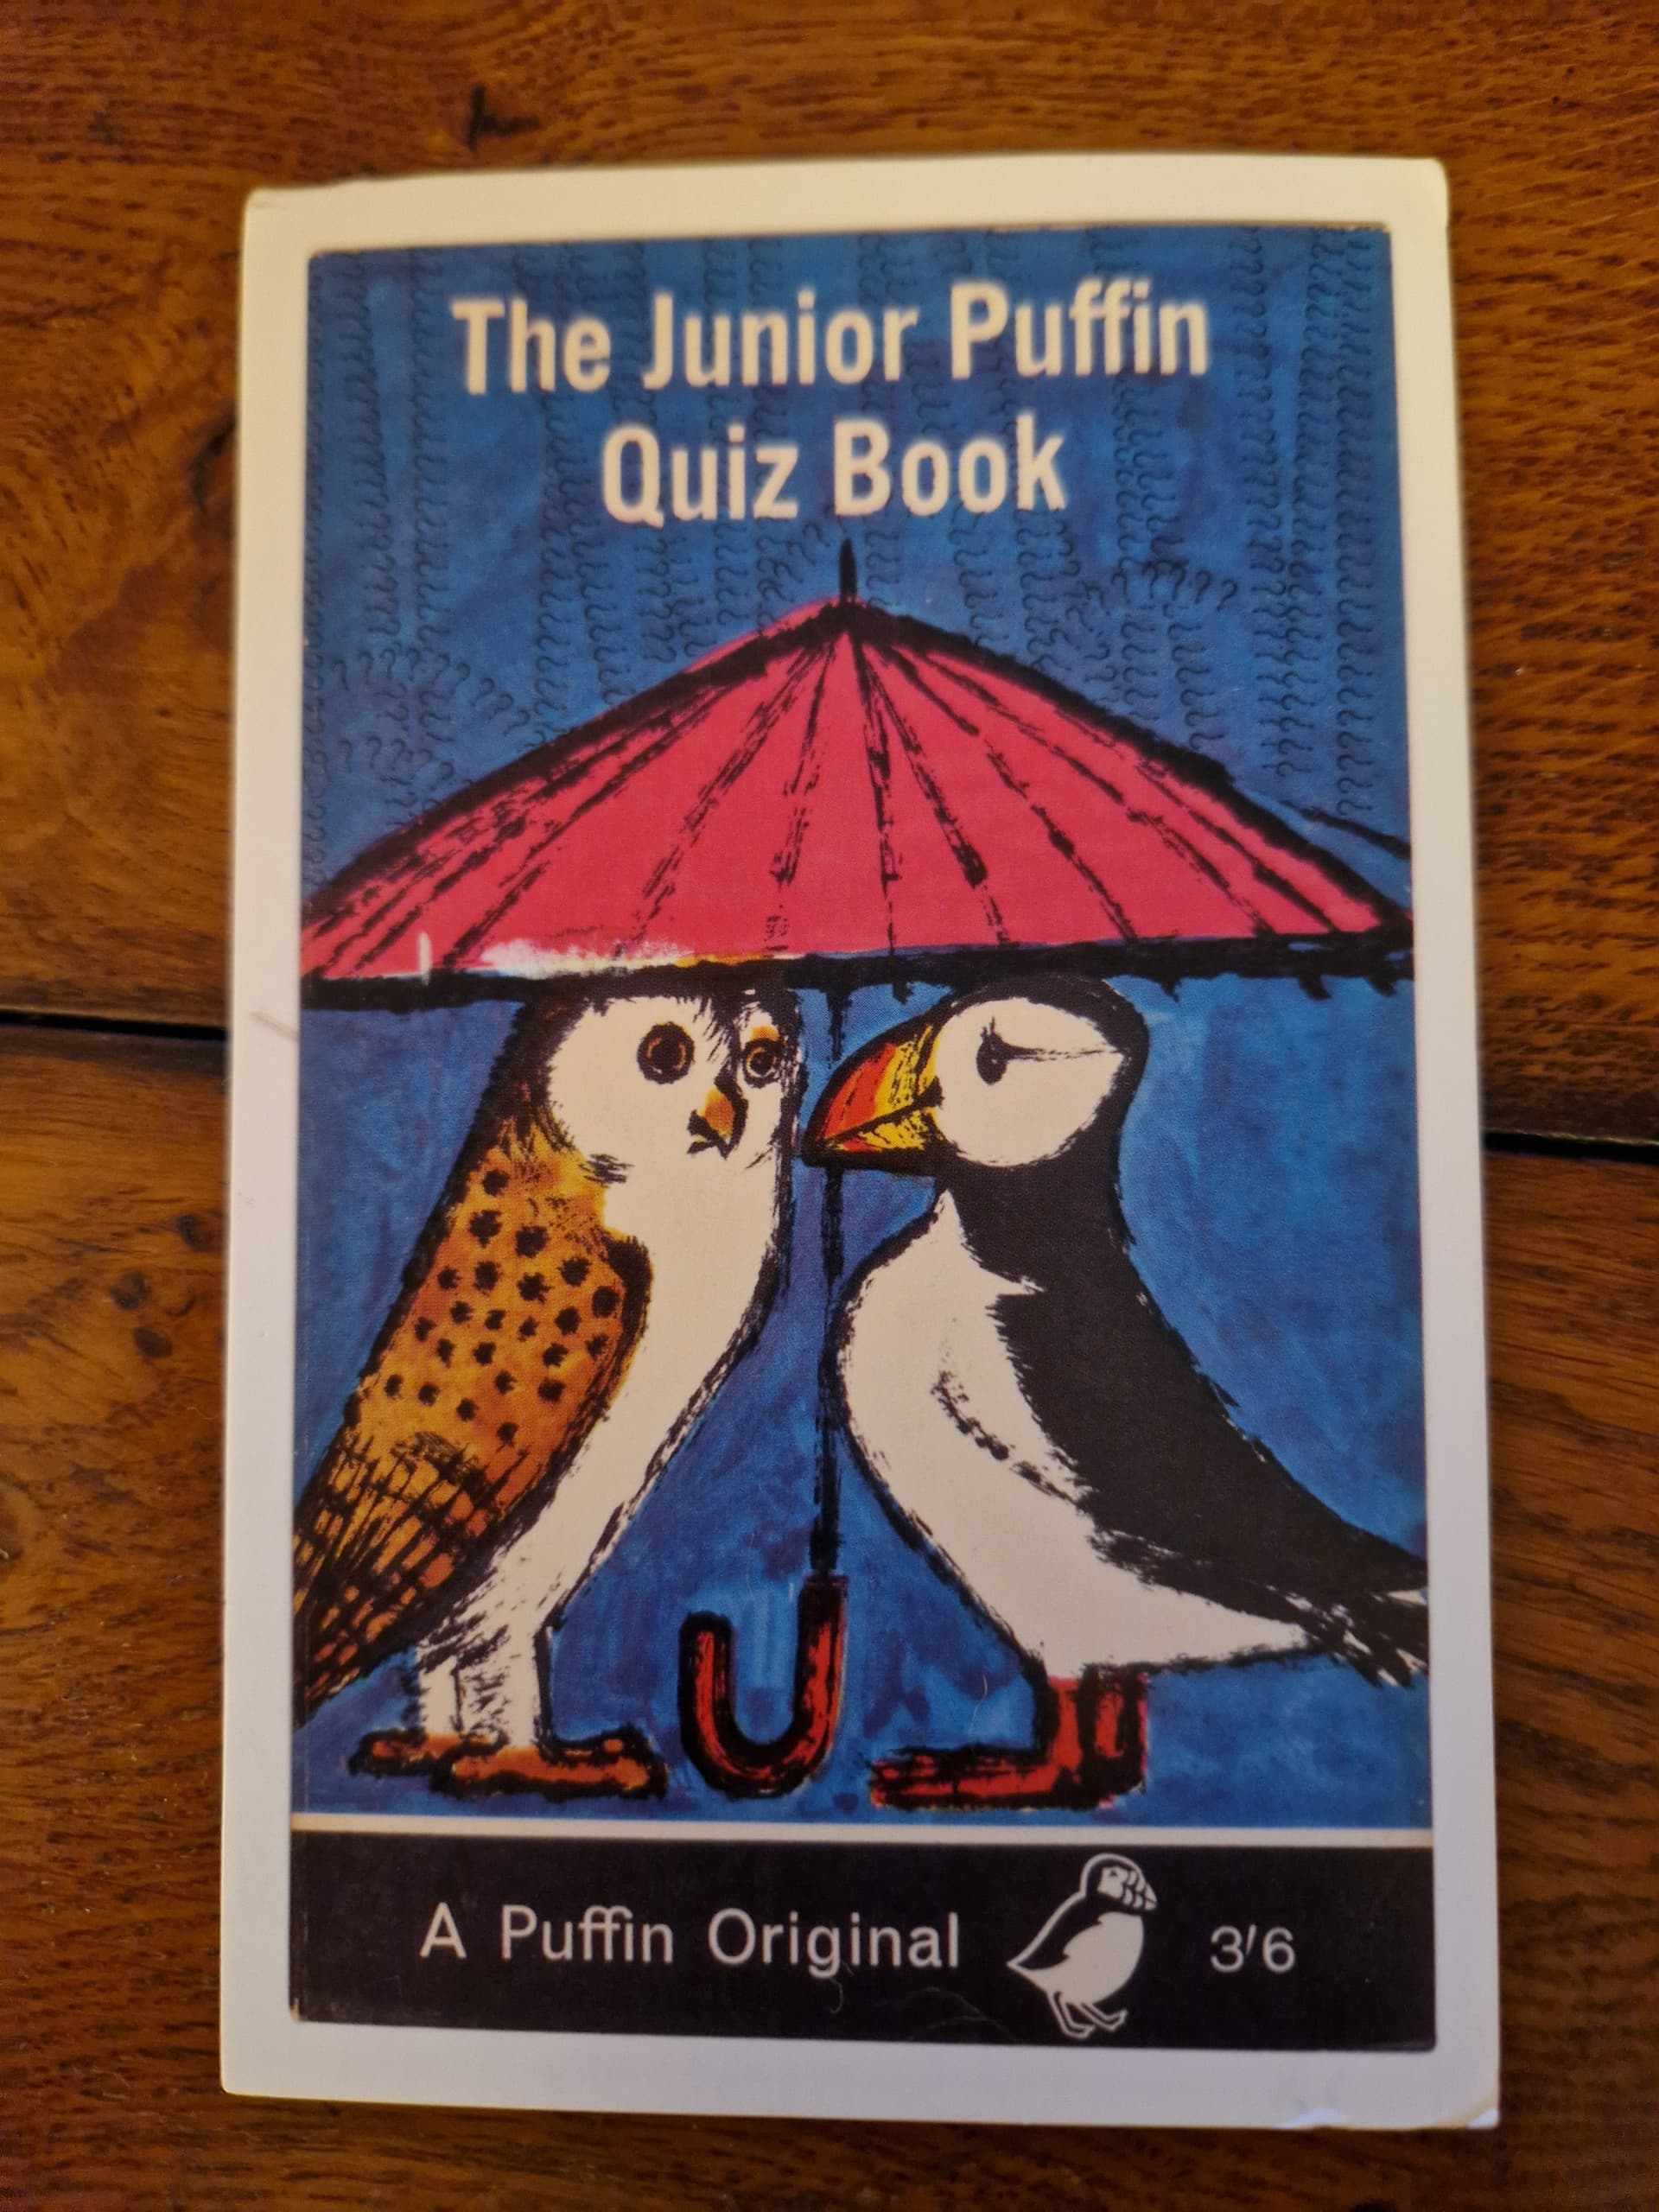 The Junior Puffin
Quiz Book
A Puffin Original 3'6